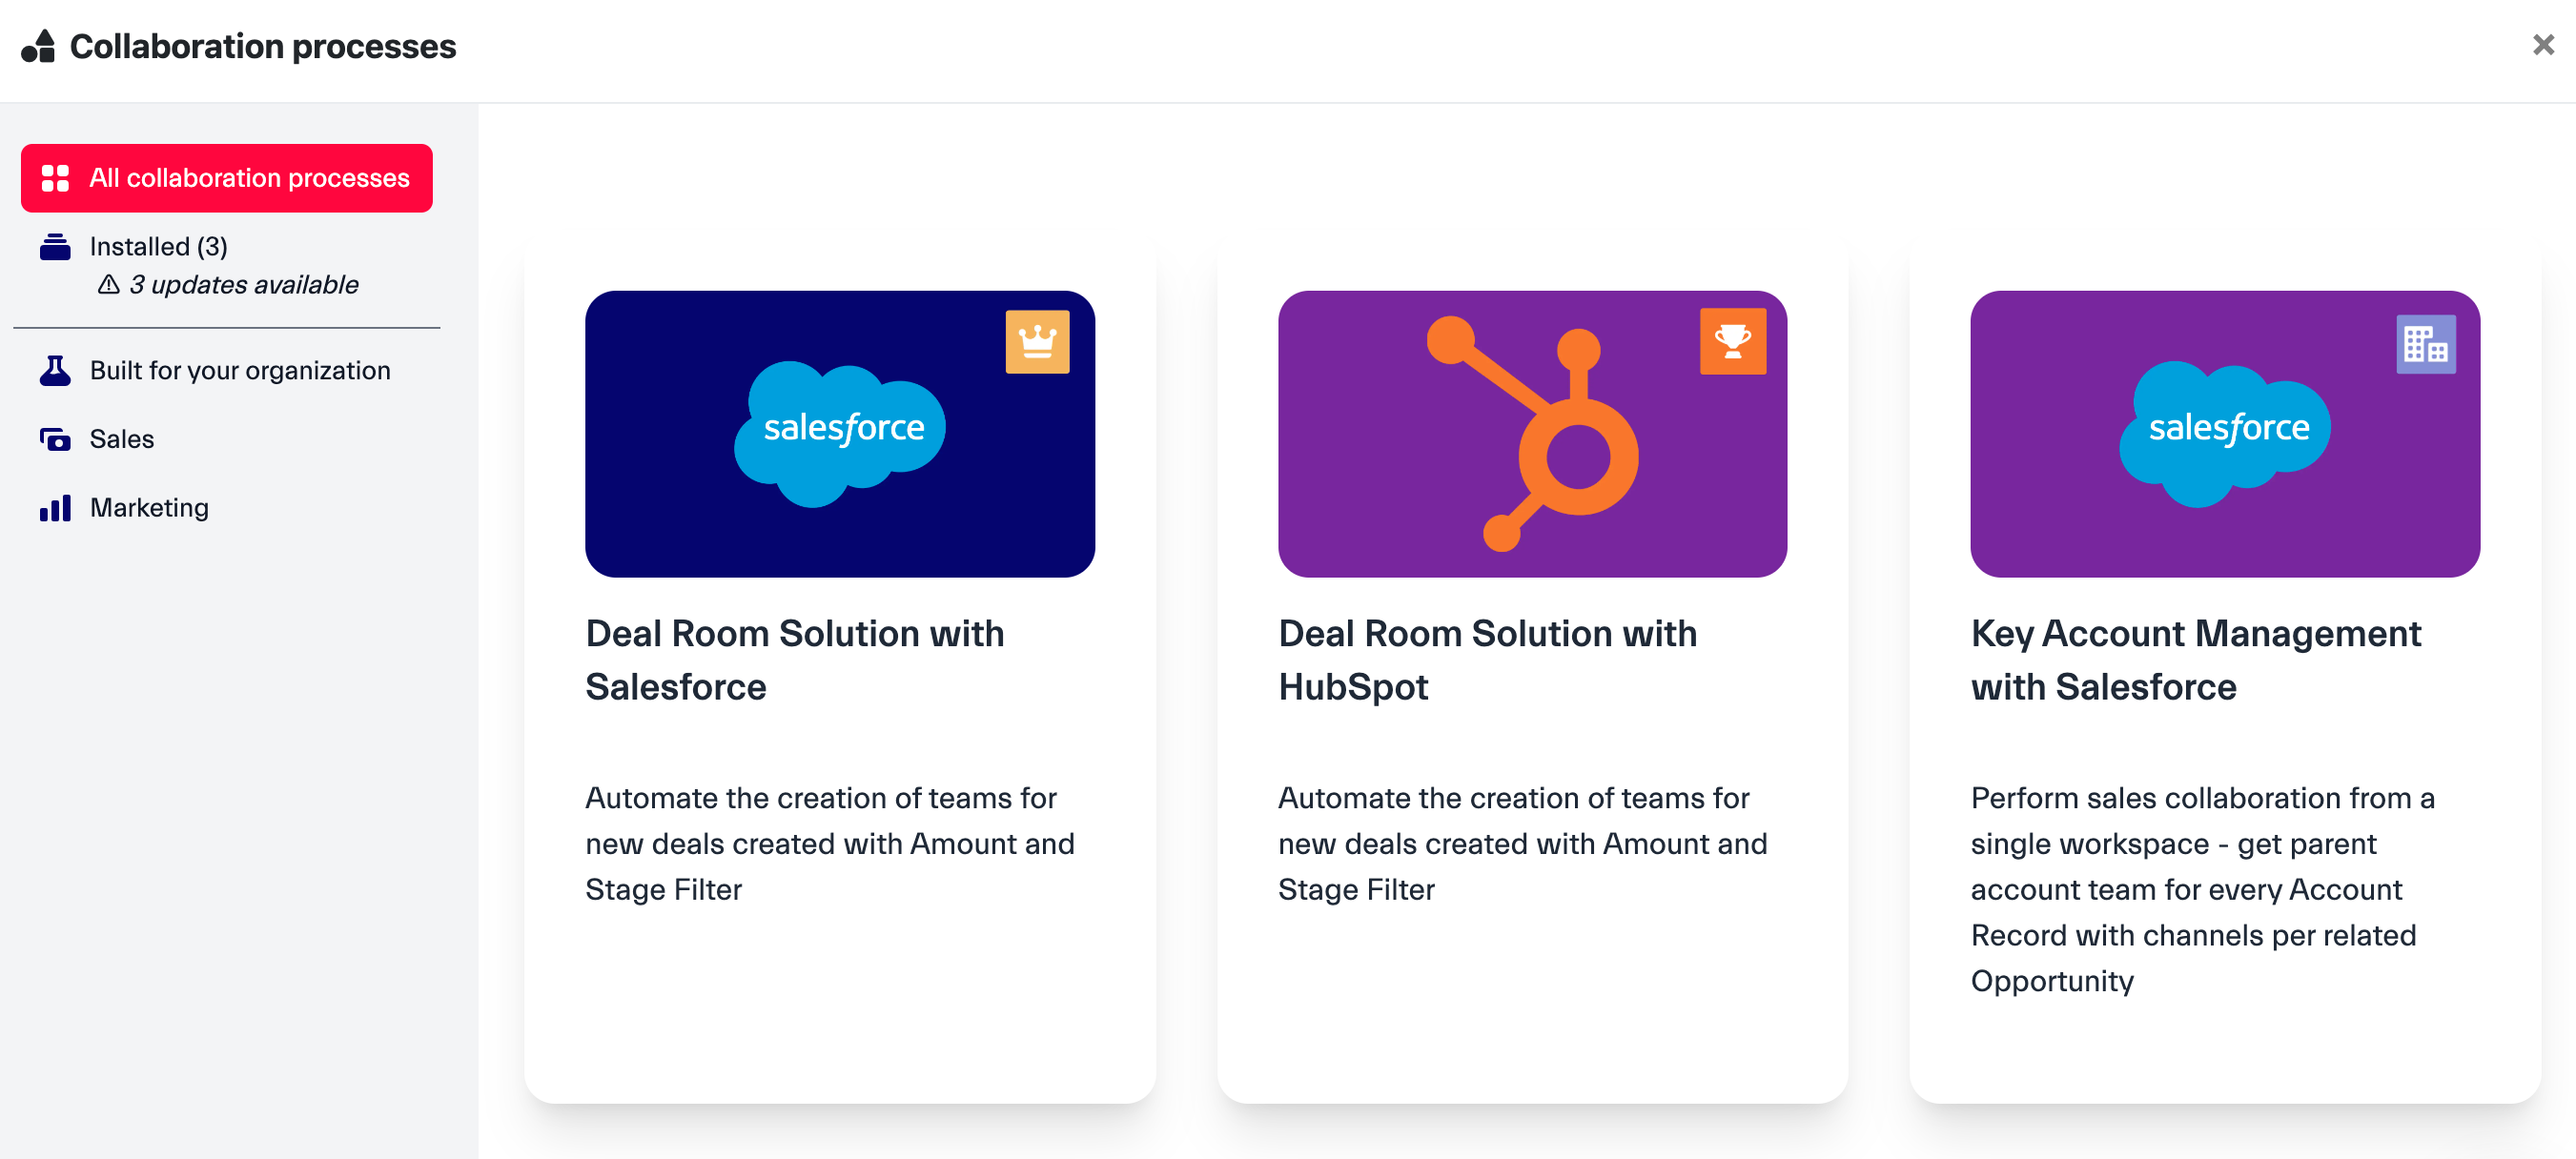 Collaboration processes
All collaboration processes
Installed (3)
3 updates available
Built for your organization
Sales
Marketing
salesforce
Deal Room Solution with
Salesforce
Automate the creation of teams for
new deals created with Amount and
Stage Filter
Deal Room Solution with
HubSpot
Automate the creation of teams for
new deals created with Amount and
Stage Filter
salesforce
Key Account Management
with Salesforce
Perform sales collaboration from a
single workspace - get parent
account team for every Account
Record with channels per related
Opportunity